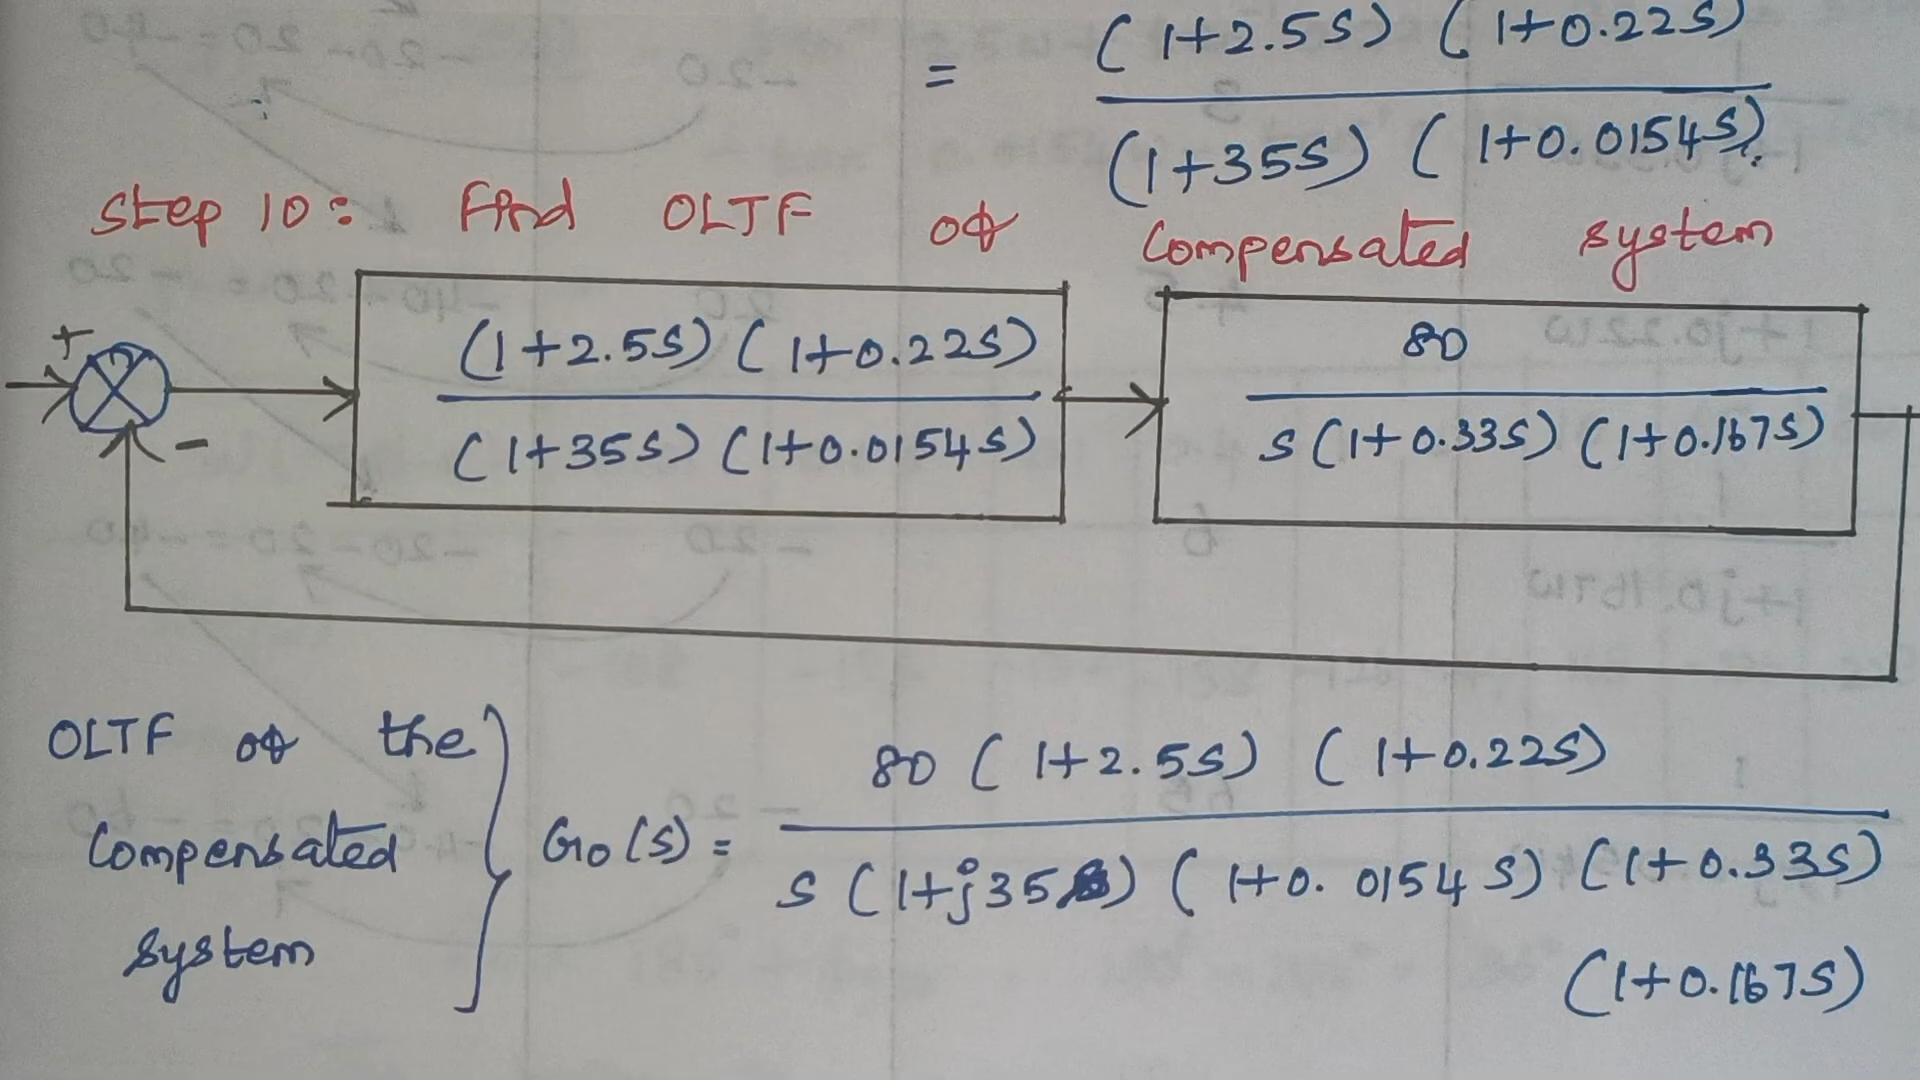 = (1+2.5S) (1+0.22S)
(1+35S) (1+0.0154S)
Step 10: Find OLTF of Compensated system
+
(1+2.5S) (1+0.22S)
(1+35S) (1+0.0154S)
80
S(1+0.33S) (1+0.167S)
-
OLTF of the
Compensated
system
Go(s) = 80 (1+2.5S) (1+0.22S)
S (1+j35S) (1+0.0154S) (1+0.33S)
(1+0.167S)